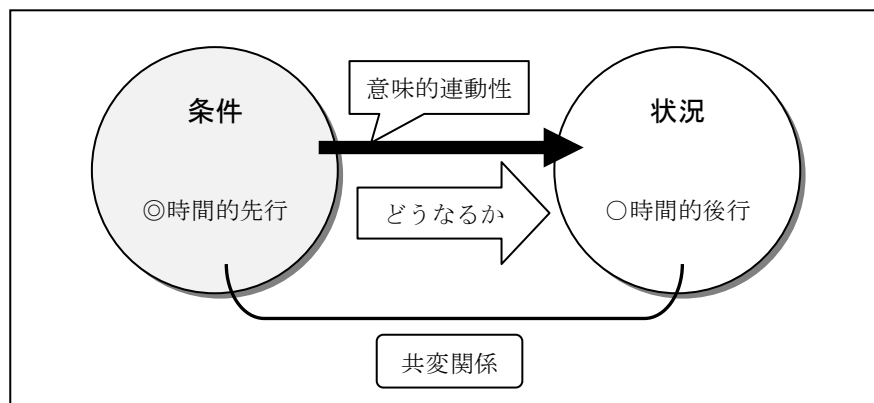 意味的連動性
条件
状況
◎時間的先行
どうなるか
○時間的後行
共変関係